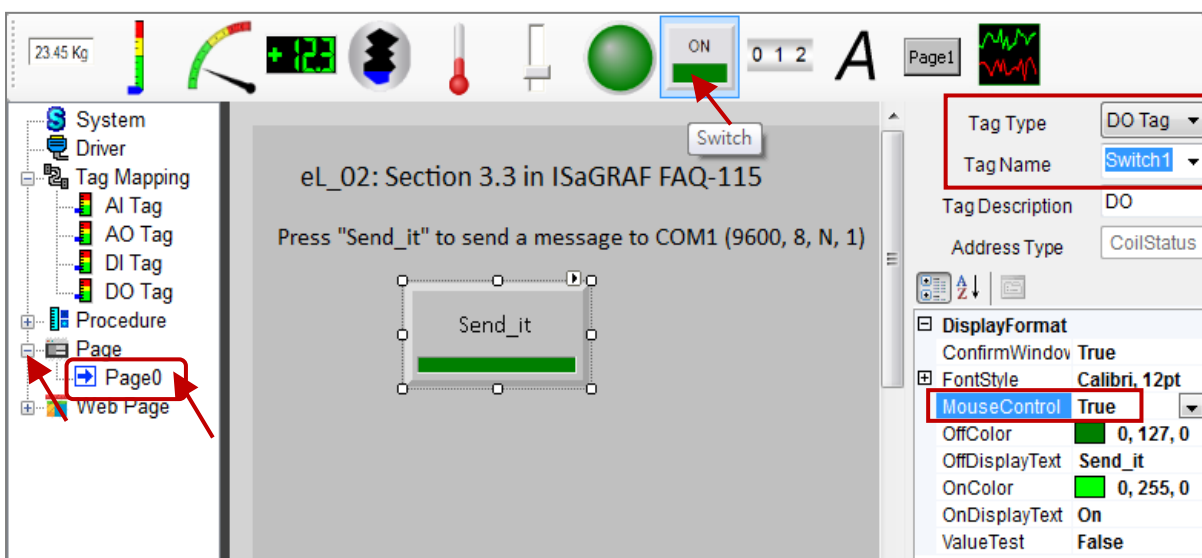 23.45 Kg
+12.3
ON
0 1 2
A
Page1
Switch
System
Driver
Tag Mapping
AI Tag
AO Tag
DI Tag
DO Tag
Procedure
Page
Page0
Web Page
eL_02: Section 3.3 in ISaGRAF FAQ-115
Press "Send_it" to send a message to COM1 (9600, 8, N, 1)
Send_it
Tag Type DO Tag
Tag Name Switch1
Tag Description DO
Address Type CoilStatus
DisplayFormat
ConfirmWindov True
FontStyle Calibri, 12pt
MouseControl True
OffColor 0, 127, 0
OffDisplayText Send_it
OnColor 0, 255, 0
OnDisplayText On
ValueTest False